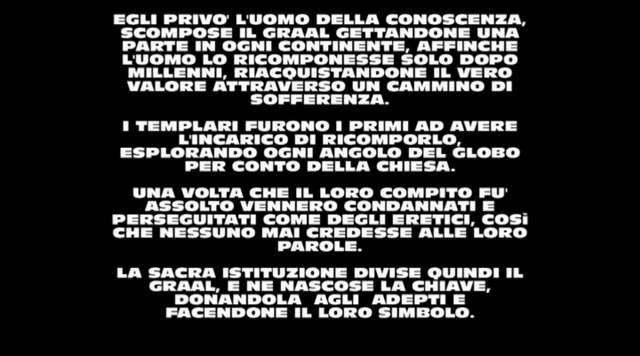 EGLI PRIVO' L'UOMO DELLA CONOSCENZA,
SCOMPOSE IL GRAAL GETTANDONE UNA
PARTE IN OGNI CONTINENTE, AFFINCHE
L'UOMO LO RICOMPONESSE SOLO DOPO
MILLENNI, RIACQUISTANDONE IL VERO
VALORE ATTRAVERSO UN CAMMINO DI
SOFFERENZA.
I TEMPLARI FURONO I PRIMI AD AVERE
L'INCARICO DI RICOMPORLO,
ESPLORANDO OGNI ANGOLO DEL GLOBO
PER CONTO DELLA CHIESA.
UNA VOLTA CHE IL LORO COMPITO FU'
ASSOLTO VENNERO CONDANNATI E
PERSEGUITATI COME DEGLI ERETICI, COSÌ
CHE NESSUNO MAI CREDESSE ALLE LORO
PAROLE.
LA SACRA ISTITUZIONE DIVISE QUINDI IL
GRAAL, E NE NASCOSE LA CHIAVE,
DONANDOLA AGLI ADEPTI E
FACENDONE IL LORO SIMBOLO.